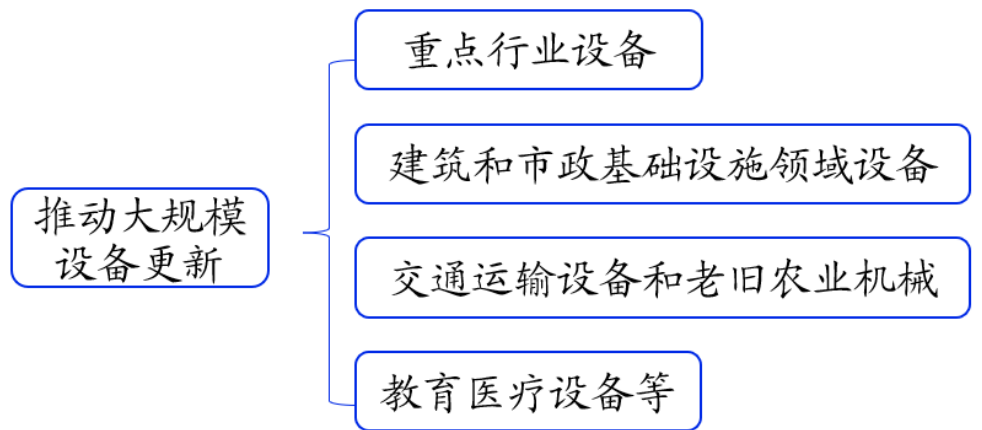 推动大规模
设备更新
重点行业设备
建筑和市政基础设施领域设备
交通运输设备和老旧农业机械
教育医疗设备等